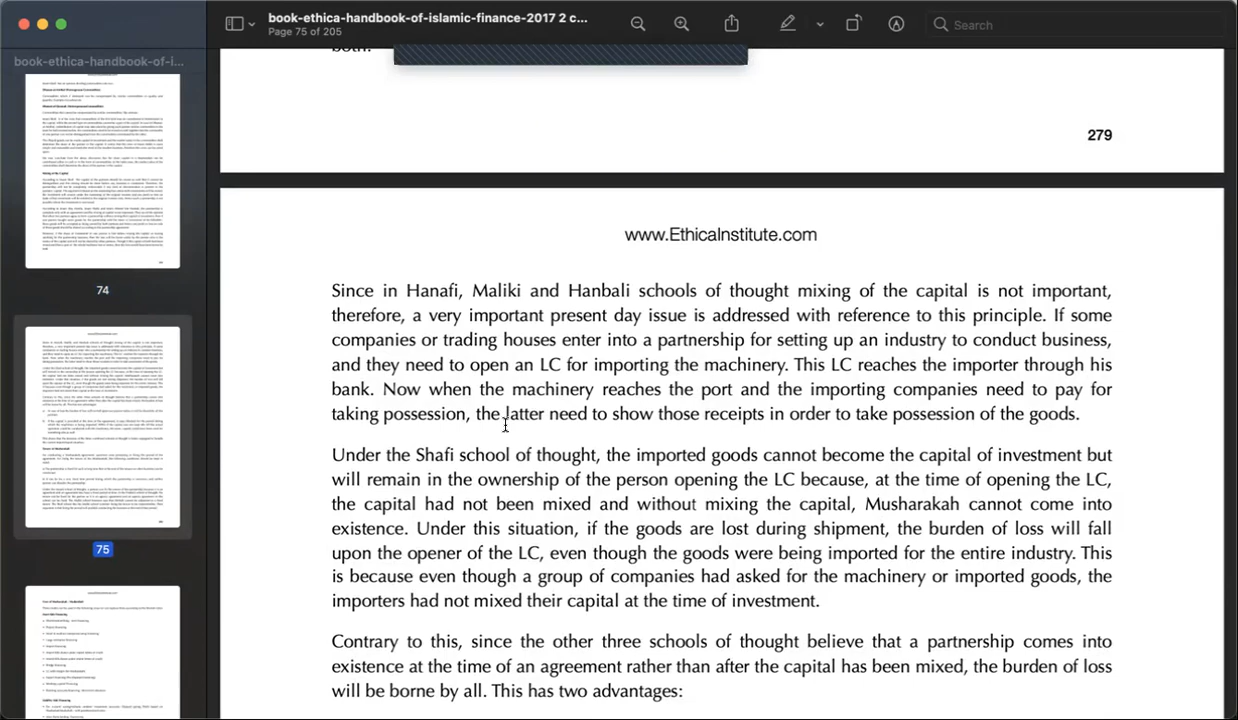 book-ethica-handbook-of-islamic-finance-2017 2 c...
Page 75 of 205
Search
book-ethica-handbook-of-i...
74
75
both.
279
www.EthicaInstitute.com
Since in Hanafi, Maliki and Hanbali schools of thought mixing of the capital is not important,
therefore, a very important present day issue is addressed with reference to this principle. If some
companies or trading houses enter into a partnership for setting up an industry to conduct business,
and they need to open LC for importing the machinery. The LC reaches the importer through his
bank. Now when the machinery reaches the port and importing companies need to pay for
taking possession, the latter need to show those receipts in order to take possession of the goods.
Under the Shafi school of thought, the imported goods cannot become the capital of investment but
will remain in the ownership of the person opening the LC because, at the time of opening the LC,
the capital had not been mixed and without mixing the capital, Musharakah cannot come into
existence. Under this situation, if the goods are lost during shipment, the burden of loss will fall
upon the opener of the LC, even though the goods were being imported for the entire industry. This
is because even though a group of companies had asked for the machinery or imported goods, the
importers had not mixed their capital at the time of investment.
Contrary to this, since the other three schools of thought believe that a partnership comes into
existence at the time of an agreement rather than after the capital has been mixed, the burden of loss
will be borne by all. This has two advantages: